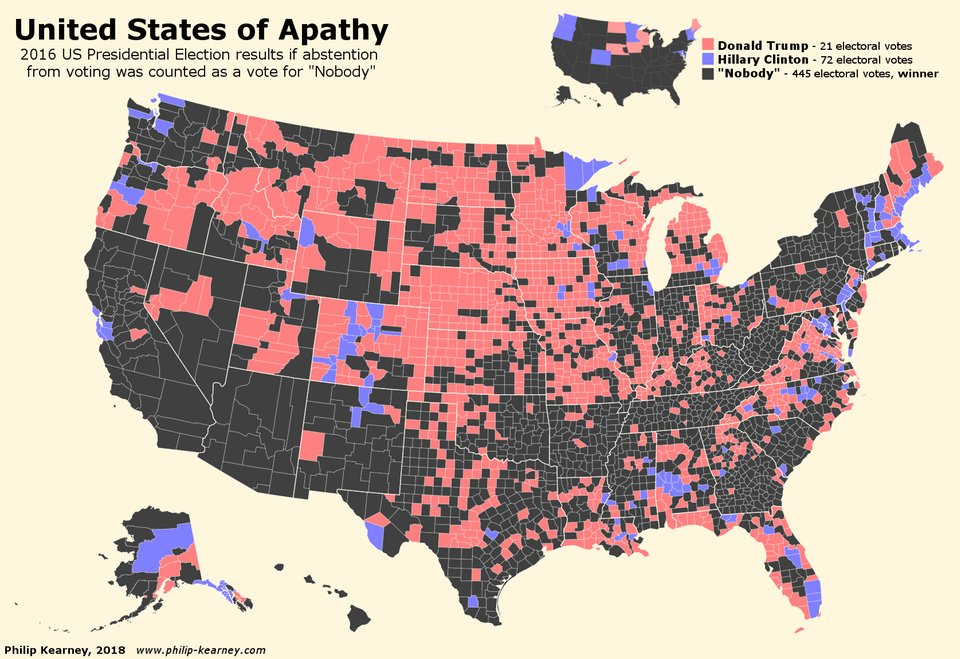 United States of Apathy
2016 US Presidential Election results if abstention
from voting was counted as a vote for "Nobody"
Donald Trump - 21 electoral votes
Hillary Clinton - 72 electoral votes
"Nobody" - 445 electoral votes, winner
Philip Kearney, 2018 www.philip-kearney.com